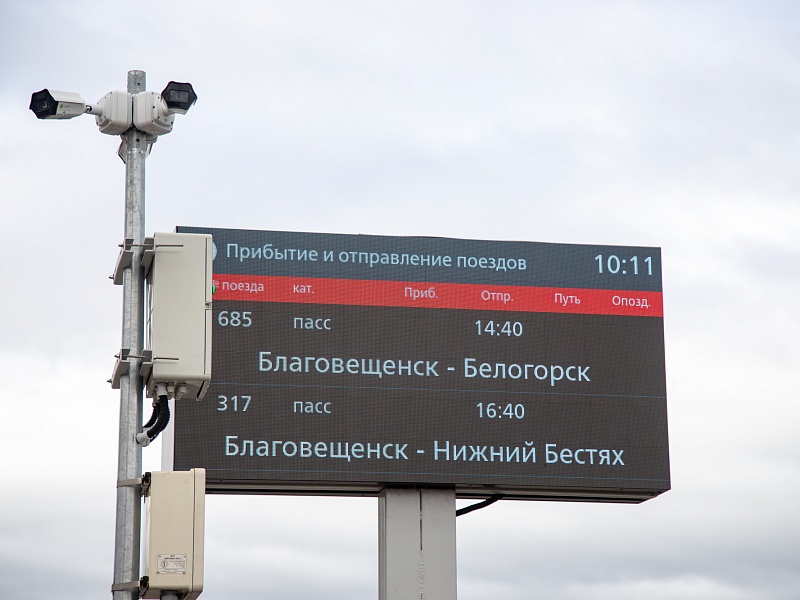 Прибытие и отправление поездов 10:11
поезда кат. Приб. Отпр. Путь Опозд.
685 пасс 14:40
Благовещенск - Белогорск
317 пасс 16:40
Благовещенск - Нижний Бестях